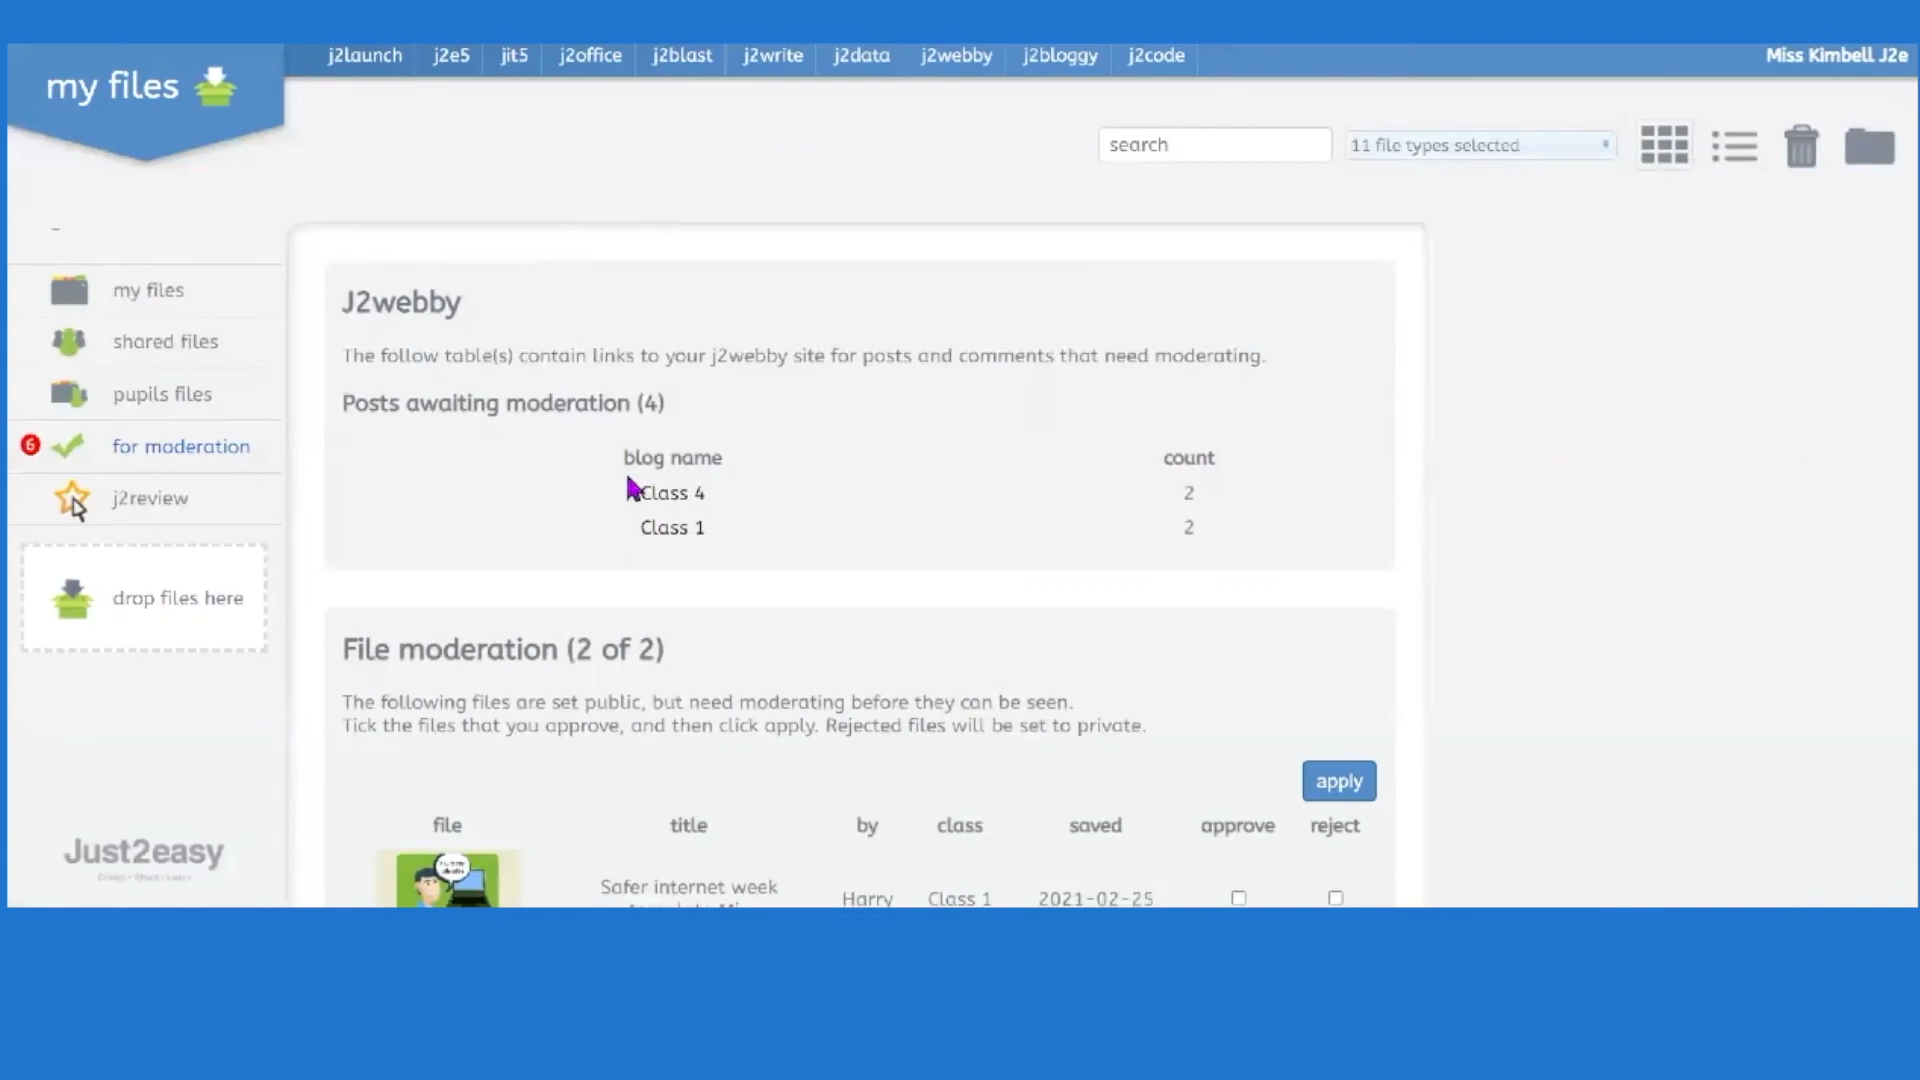 my files
j2launch
j2e5
jit5
j2office
j2blast
j2write
j2data
j2webby
j2bloggy
j2code
Miss Kimbell J2e
search
11 file types selected
my files
shared files
pupils files
6
for moderation
j2review
drop files here
Just2easy
J2webby
The follow table(s) contain links to your j2webby site for posts and comments that need moderating.
Posts awaiting moderation (4)
blog name count
Class 4 2
Class 1 2
File moderation (2 of 2)
The following files are set public, but need moderating before they can be seen.
Tick the files that you approve, and then click apply. Rejected files will be set to private.
apply
file title by class saved approve reject
Safer internet week
Harry Class 1 2021-02-25